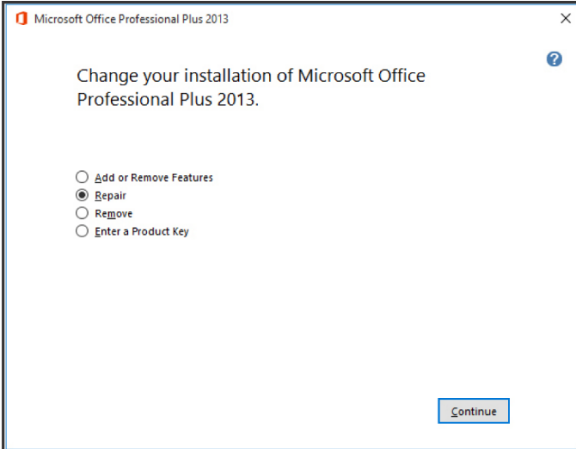 Microsoft Office Professional Plus 2013
Change your installation of Microsoft Office
Professional Plus 2013.
Add or Remove Features
Repair
Remove
Enter a Product Key
Continue